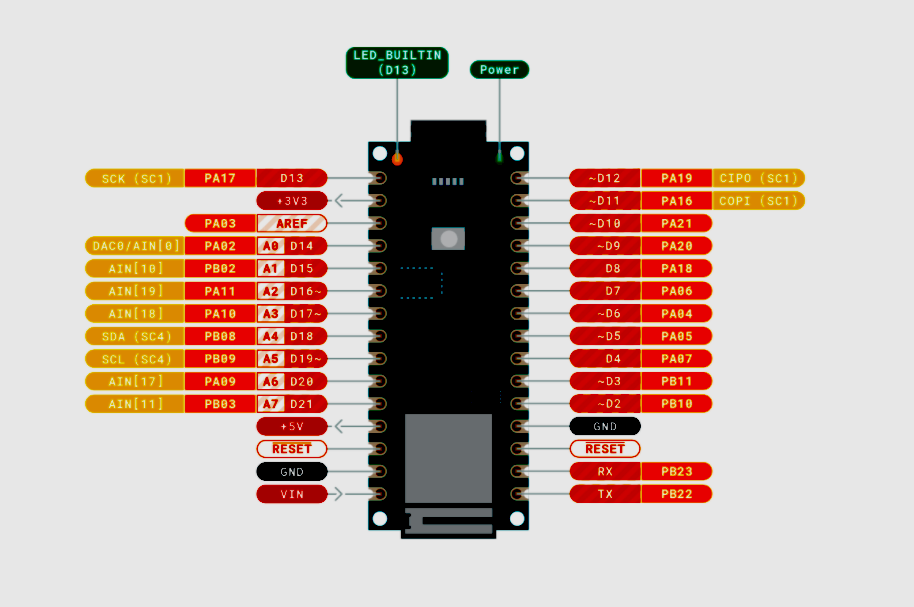 LED_BUILTIN
(D13)
Power
SCK (SC1) PA17 D13
+3V3
PA03 AREF
DAC0/AIN[0] PA02 A0 D14
AIN[10] PB02 A1 D15
AIN[19] PA11 A2 D16~
AIN[18] PA10 A3 D17~
SDA (SC4) PB08 A4 D18
SCL (SC4) PB09 A5 D19~
AIN[17] PA09 A6 D20
AIN[11] PB03 A7 D21
+5V
RESET
GND
VIN
~D12 PA19 CIPO (SC1)
~D11 PA16 COPI (SC1)
~D10 PA21
~D9 PA20
D8 PA18
D7 PA06
~D6 PA04
~D5 PA05
D4 PA07
~D3 PB11
~D2 PB10
GND
RESET
RX PB23
TX PB22